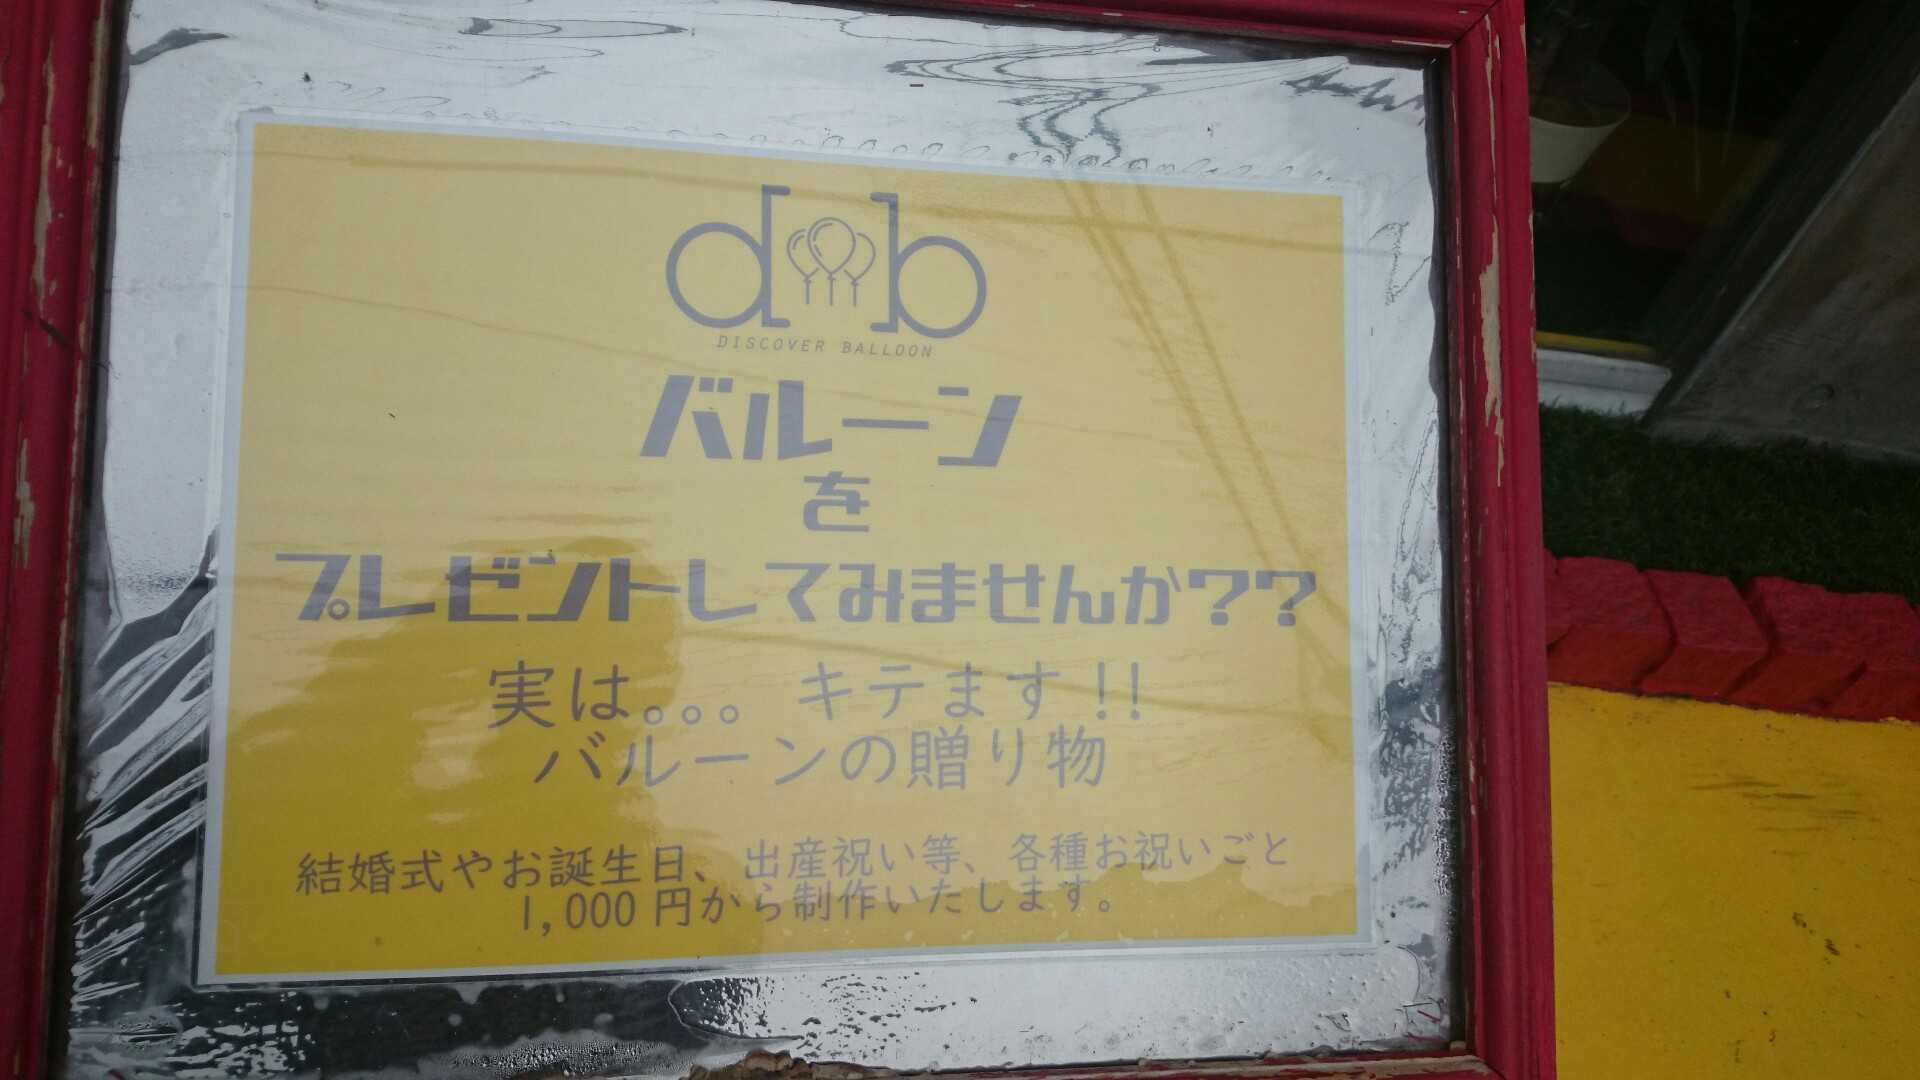 d[]b
DISCOVER BALLOON
バルーン
を
プレゼントしてみませんか??
実は｡｡｡ キテます!!
バルーンの贈り物
結婚式やお誕生日、出産祝い等、各種お祝いごと
1,000円から制作いたします。